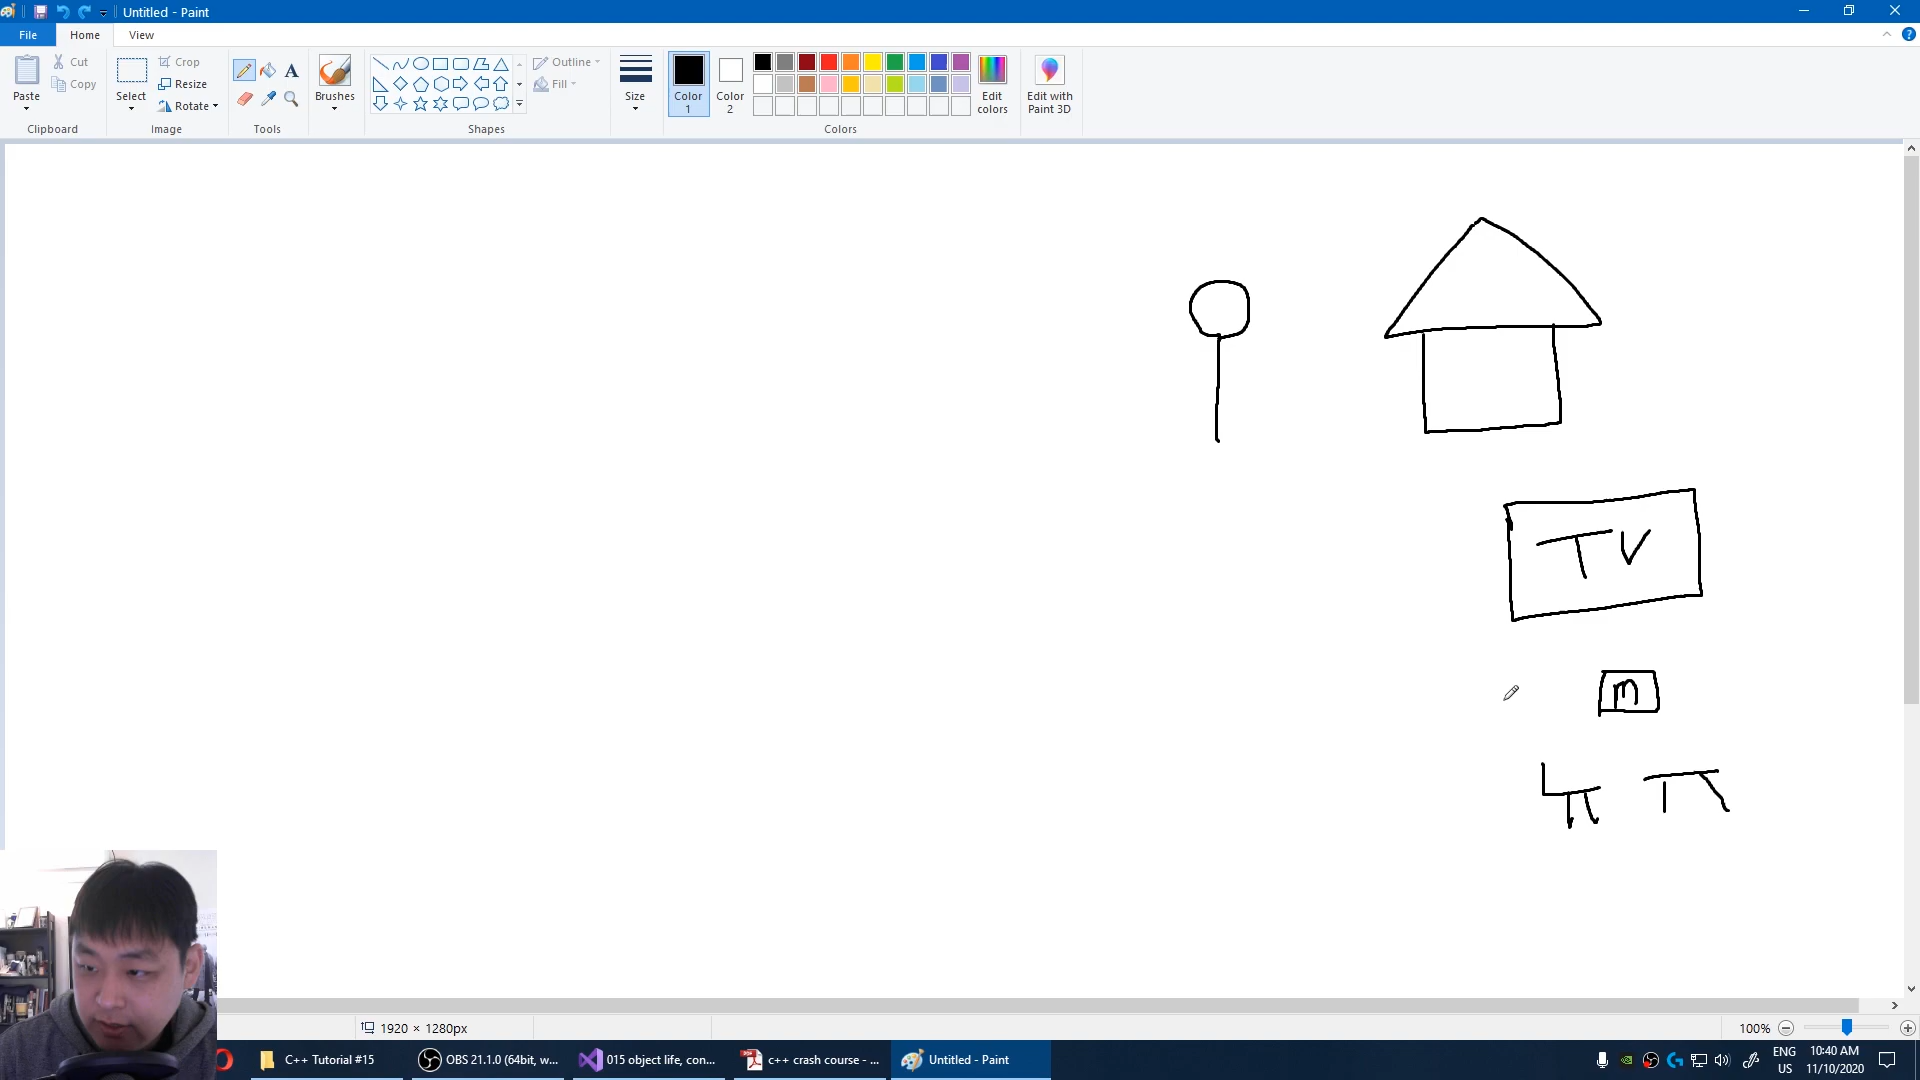 Untitled - Paint
File Home View
Paste Cut Copy Clipboard
Select Crop Resize Rotate Image
Tools
Brushes
Outline Fill Shapes
Size
Color 1 Color 2 Edit colors Colors
Edit with Paint 3D
TV
m
1920 × 1280px
100%
C++ Tutorial #15
OBS 21.1.0 (64bit, w...
015 object life, con...
c++ crash course - ...
Untitled - Paint
ENG US
10:40 AM
11/10/2020